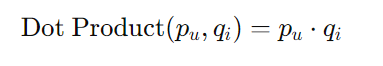 Dot Product(p_u, q_i) = p_u · q_i